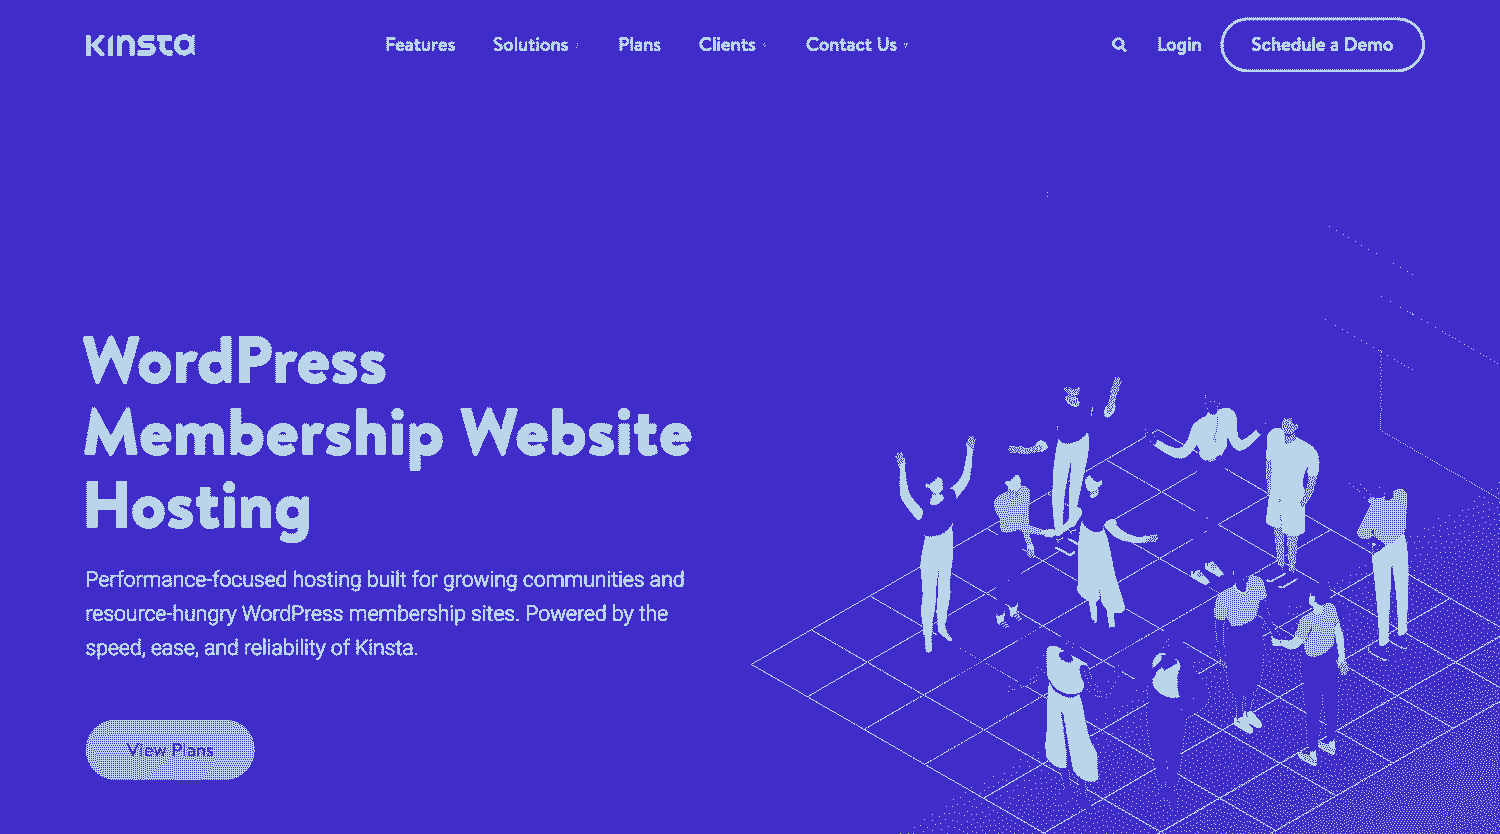 KINSTA
Features Solutions Plans Clients Contact Us Login Schedule a Demo
WordPress
Membership Website
Hosting
Performance-focused hosting built for growing communities and
resource-hungry WordPress membership sites. Powered by the
speed, ease, and reliability of Kinsta.
View Plans